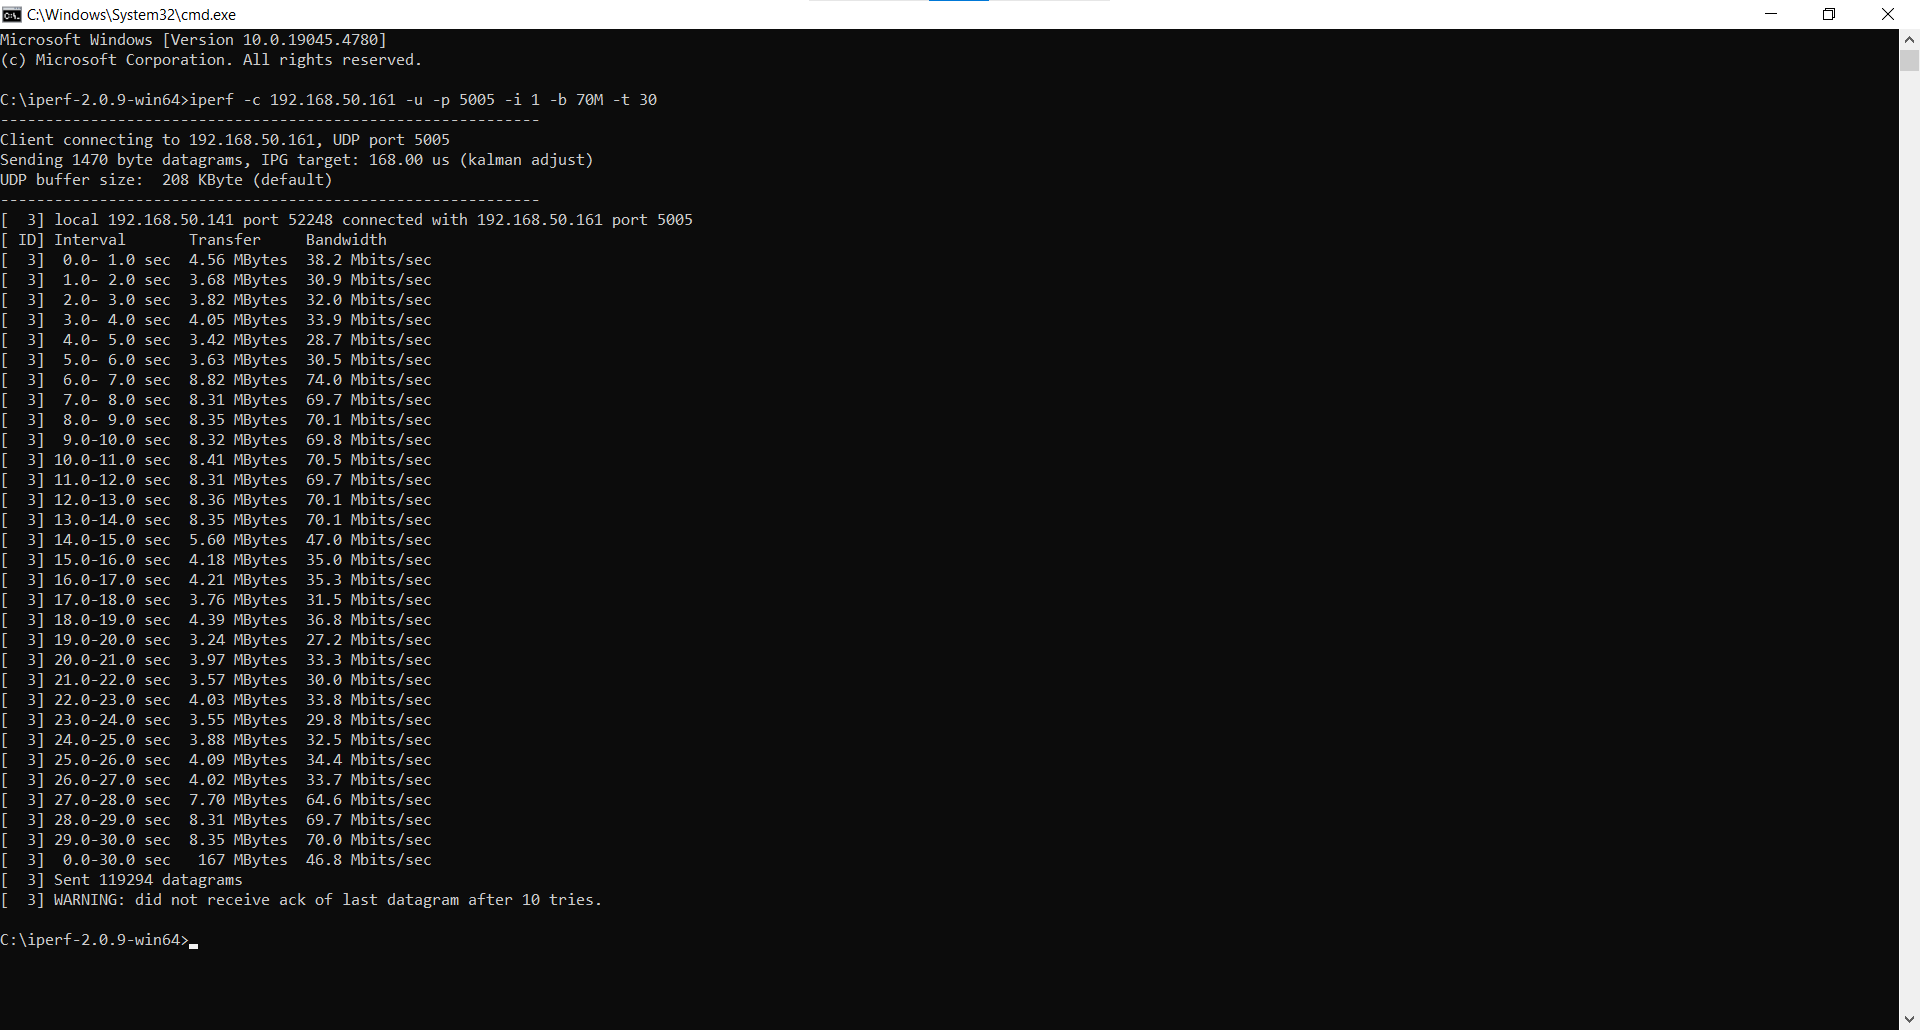 C:\Windows\System32\cmd.exe
Microsoft Windows [Version 10.0.19045.4780]
(c) Microsoft Corporation. All rights reserved.
C:\iperf-2.0.9-win64>iperf -c 192.168.50.161 -u -p 5005 -i 1 -b 70M -t 30
------------------------------------------------------------
Client connecting to 192.168.50.161, UDP port 5005
Sending 1470 byte datagrams, IPG target: 168.00 us (kalman adjust)
UDP buffer size:  208 KByte (default)
------------------------------------------------------------
[  3] local 192.168.50.141 port 52248 connected with 192.168.50.161 port 5005
[ ID] Interval       Transfer     Bandwidth
[  3]  0.0- 1.0 sec  4.56 MBytes  38.2 Mbits/sec
[  3]  1.0- 2.0 sec  3.68 MBytes  30.9 Mbits/sec
[  3]  2.0- 3.0 sec  3.82 MBytes  32.0 Mbits/sec
[  3]  3.0- 4.0 sec  4.05 MBytes  33.9 Mbits/sec
[  3]  4.0- 5.0 sec  3.42 MBytes  28.7 Mbits/sec
[  3]  5.0- 6.0 sec  3.63 MBytes  30.5 Mbits/sec
[  3]  6.0- 7.0 sec  8.82 MBytes  74.0 Mbits/sec
[  3]  7.0- 8.0 sec  8.31 MBytes  69.7 Mbits/sec
[  3]  8.0- 9.0 sec  8.35 MBytes  70.1 Mbits/sec
[  3]  9.0-10.0 sec  8.32 MBytes  69.8 Mbits/sec
[  3] 10.0-11.0 sec  8.41 MBytes  70.5 Mbits/sec
[  3] 11.0-12.0 sec  8.31 MBytes  69.7 Mbits/sec
[  3] 12.0-13.0 sec  8.36 MBytes  70.1 Mbits/sec
[  3] 13.0-14.0 sec  8.35 MBytes  70.1 Mbits/sec
[  3] 14.0-15.0 sec  5.60 MBytes  47.0 Mbits/sec
[  3] 15.0-16.0 sec  4.18 MBytes  35.0 Mbits/sec
[  3] 16.0-17.0 sec  4.21 MBytes  35.3 Mbits/sec
[  3] 17.0-18.0 sec  3.76 MBytes  31.5 Mbits/sec
[  3] 18.0-19.0 sec  4.39 MBytes  36.8 Mbits/sec
[  3] 19.0-20.0 sec  3.24 MBytes  27.2 Mbits/sec
[  3] 20.0-21.0 sec  3.97 MBytes  33.3 Mbits/sec
[  3] 21.0-22.0 sec  3.57 MBytes  30.0 Mbits/sec
[  3] 22.0-23.0 sec  4.03 MBytes  33.8 Mbits/sec
[  3] 23.0-24.0 sec  3.55 MBytes  29.8 Mbits/sec
[  3] 24.0-25.0 sec  3.88 MBytes  32.5 Mbits/sec
[  3] 25.0-26.0 sec  4.09 MBytes  34.4 Mbits/sec
[  3] 26.0-27.0 sec  4.02 MBytes  33.7 Mbits/sec
[  3] 27.0-28.0 sec  7.70 MBytes  64.6 Mbits/sec
[  3] 28.0-29.0 sec  8.31 MBytes  69.7 Mbits/sec
[  3] 29.0-30.0 sec  8.35 MBytes  70.0 Mbits/sec
[  3]  0.0-30.0 sec   167 MBytes  46.8 Mbits/sec
[  3] Sent 119294 datagrams
[  3] WARNING: did not receive ack of last datagram after 10 tries.
C:\iperf-2.0.9-win64>